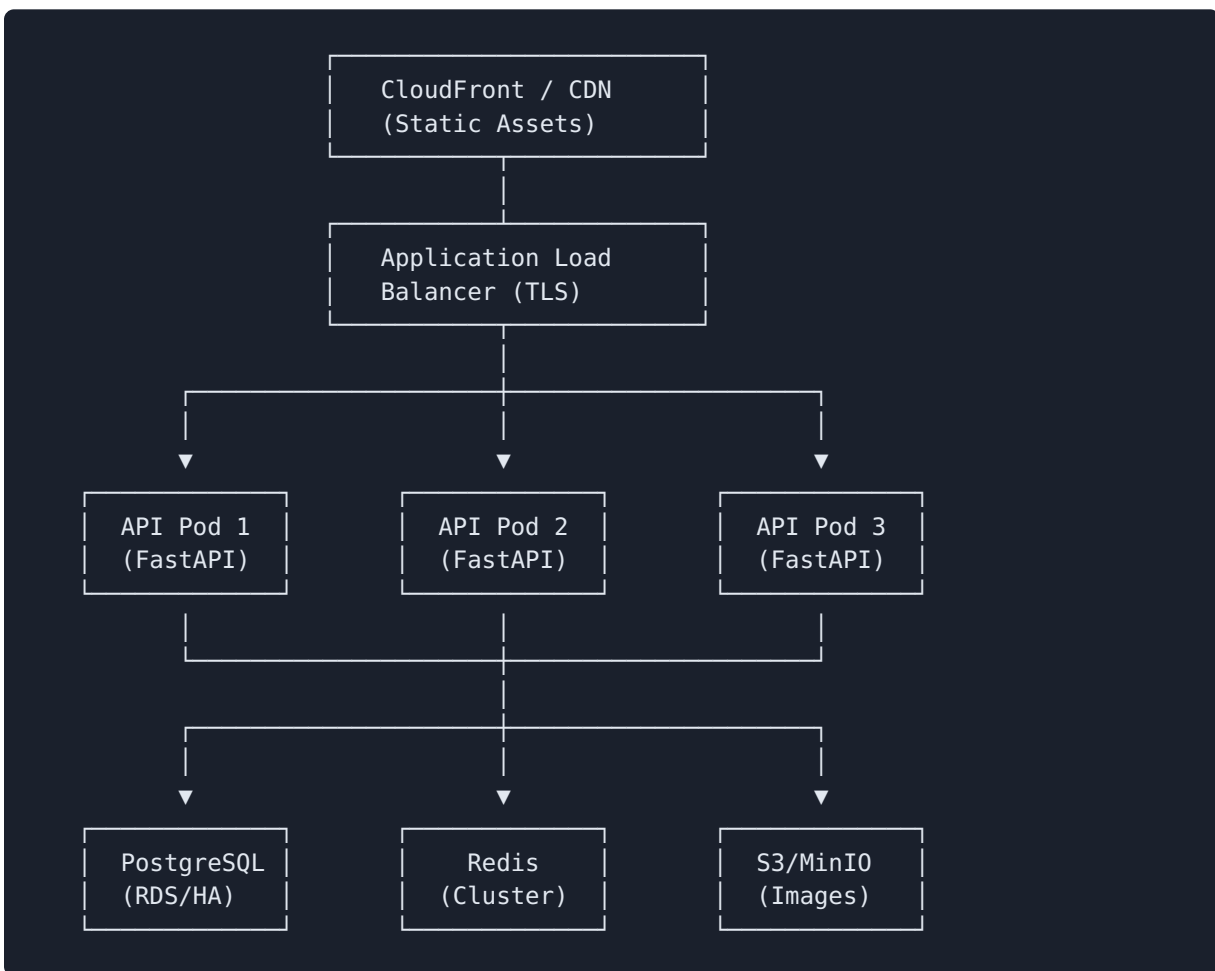 CloudFront / CDN
(Static Assets)
Application Load
Balancer (TLS)
API Pod 1
(FastAPI)
API Pod 2
(FastAPI)
API Pod 3
(FastAPI)
PostgreSQL
(RDS/HA)
Redis
(Cluster)
S3/MinIO
(Images)